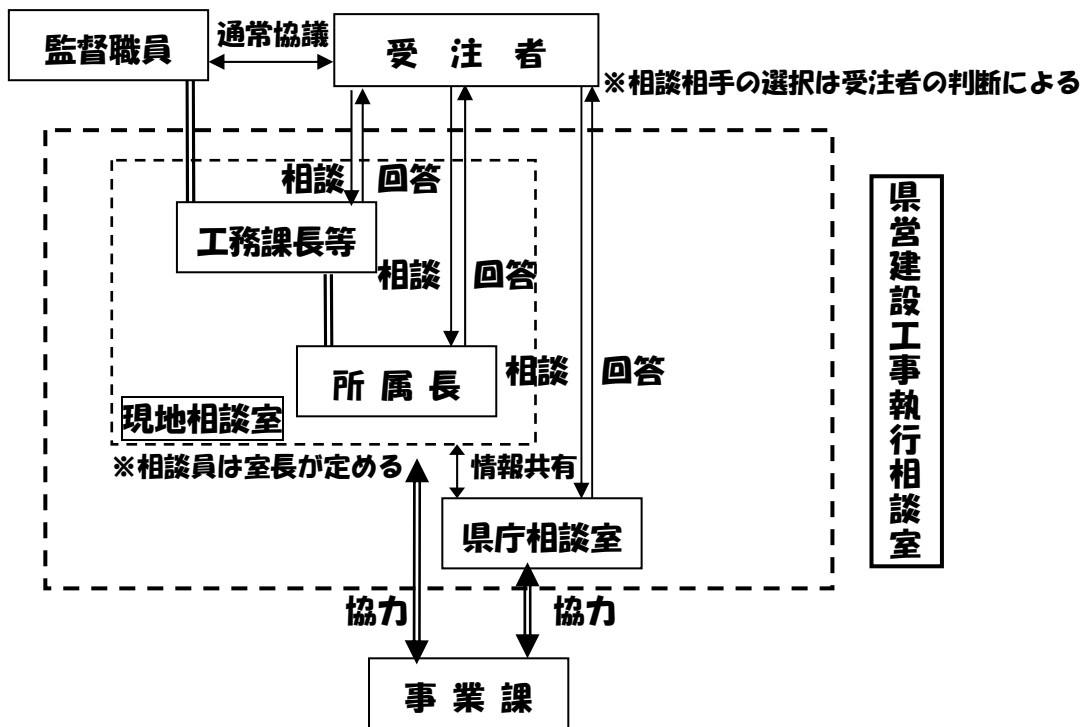 監督職員
通常協議
受 注 者
※相談相手の選択は受注者の判断による
相談
回答
工務課長等
相談
回答
所 属 長
相談
回答
現地相談室
※相談員は室長が定める
情報共有
県庁相談室
協力
協力
事 業 課
県営建設工事執行相談室